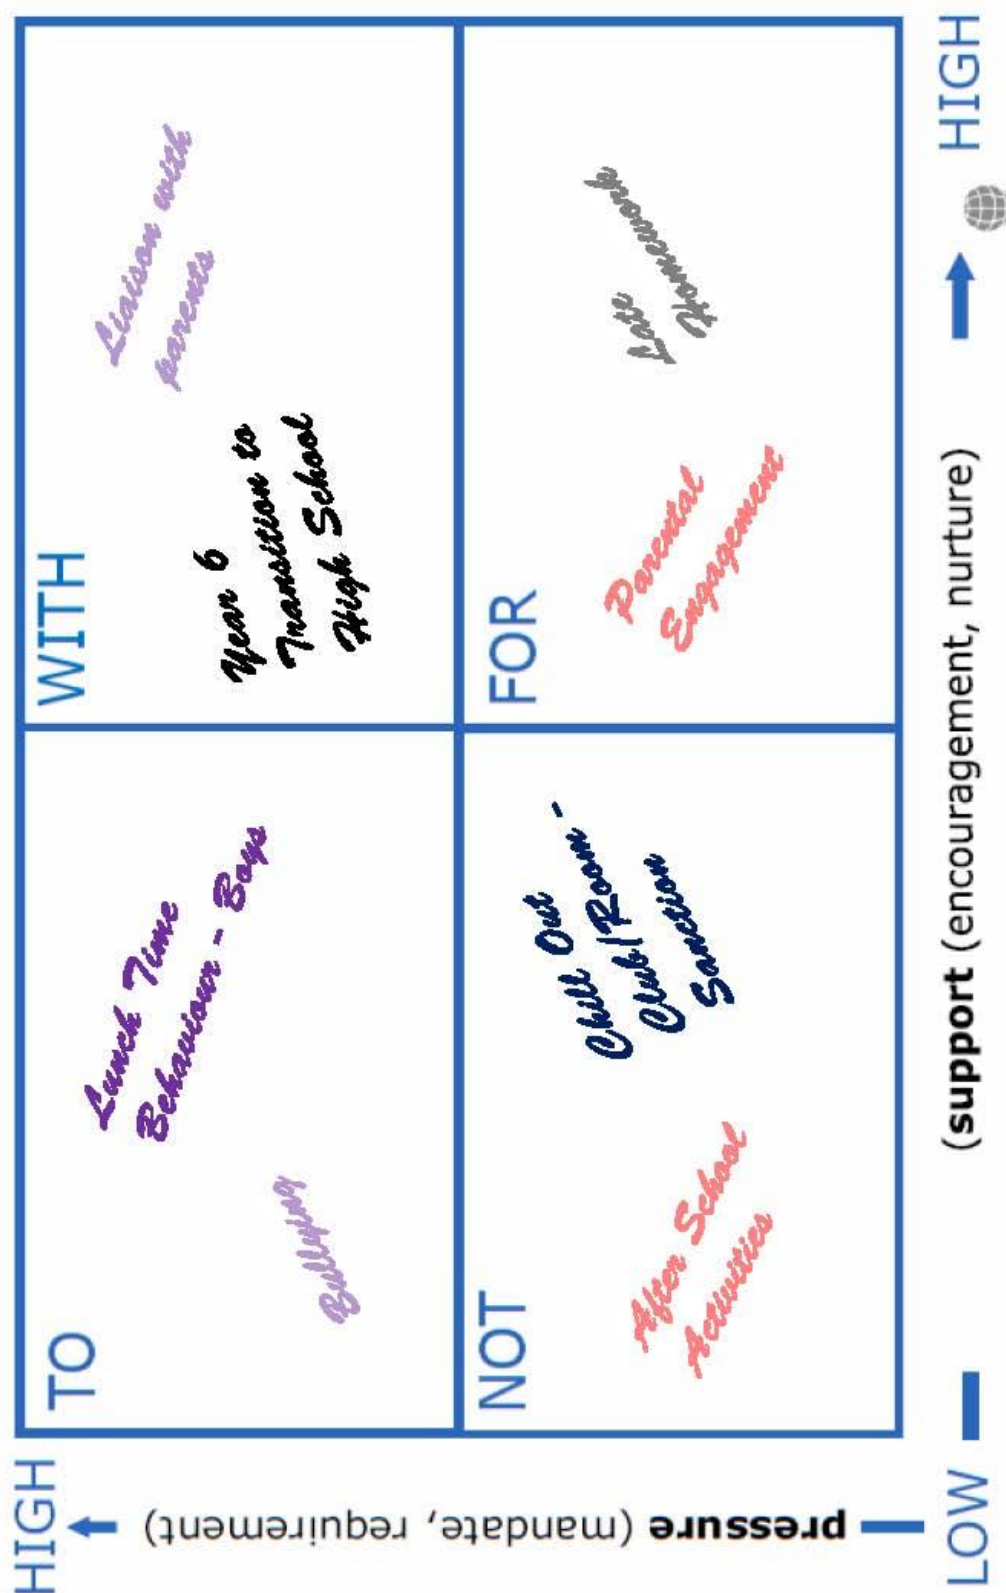 HIGH
TO
WITH
Lunch Time
Behaviour - Boys
Bullying
Liaison with
parents
Year 6
Transition to
High School
pressure (mandate, requirement)
NOT
FOR
Chill Out
Club/Room -
Sanction
After School
Activities
Late
Homework
Parental
Engagement
LOW
(support (encouragement, nurture)
HIGH